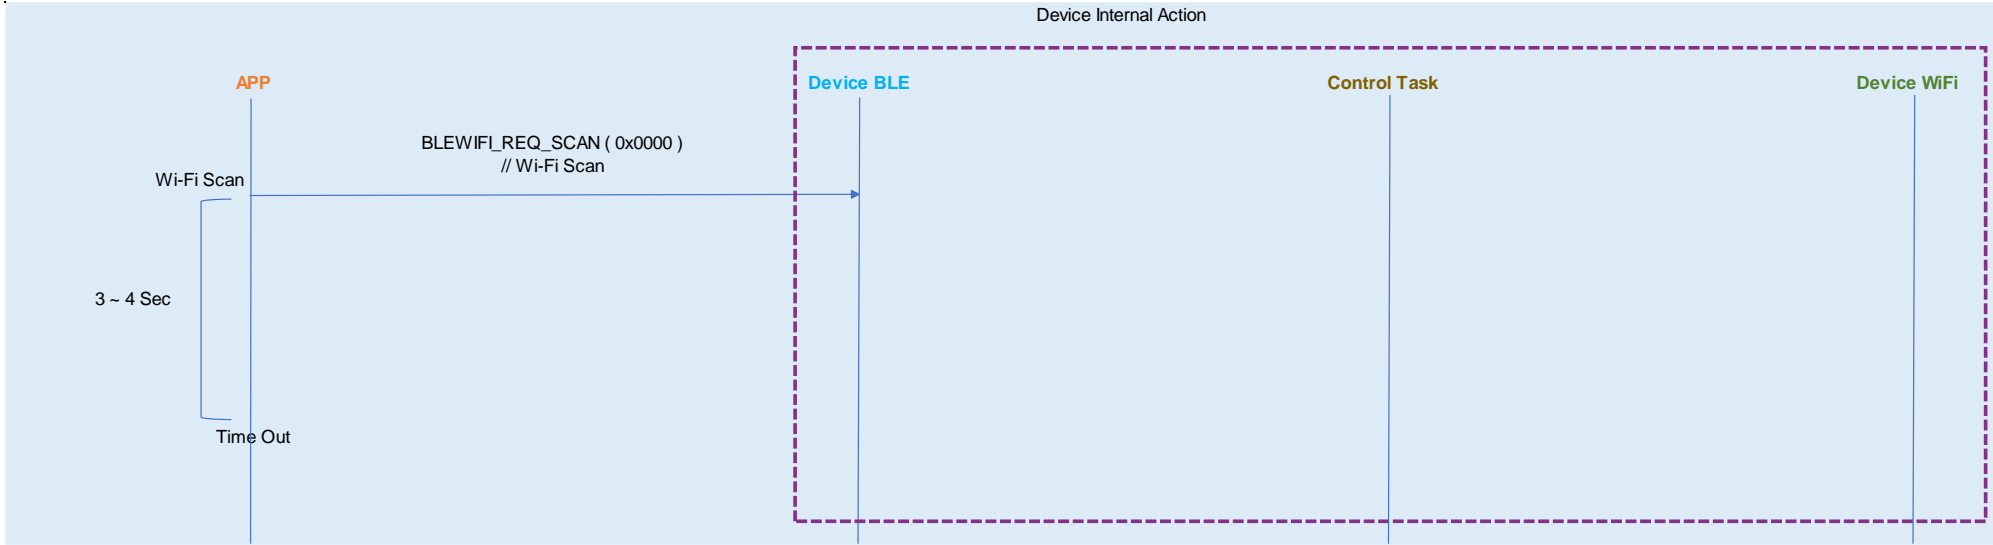 Device Internal Action
APP
Device BLE
Control Task
Device WiFi
BLEWIFI_REQ_SCAN ( 0x0000 )
// Wi-Fi Scan
Wi-Fi Scan
3 ~ 4 Sec
Time Out